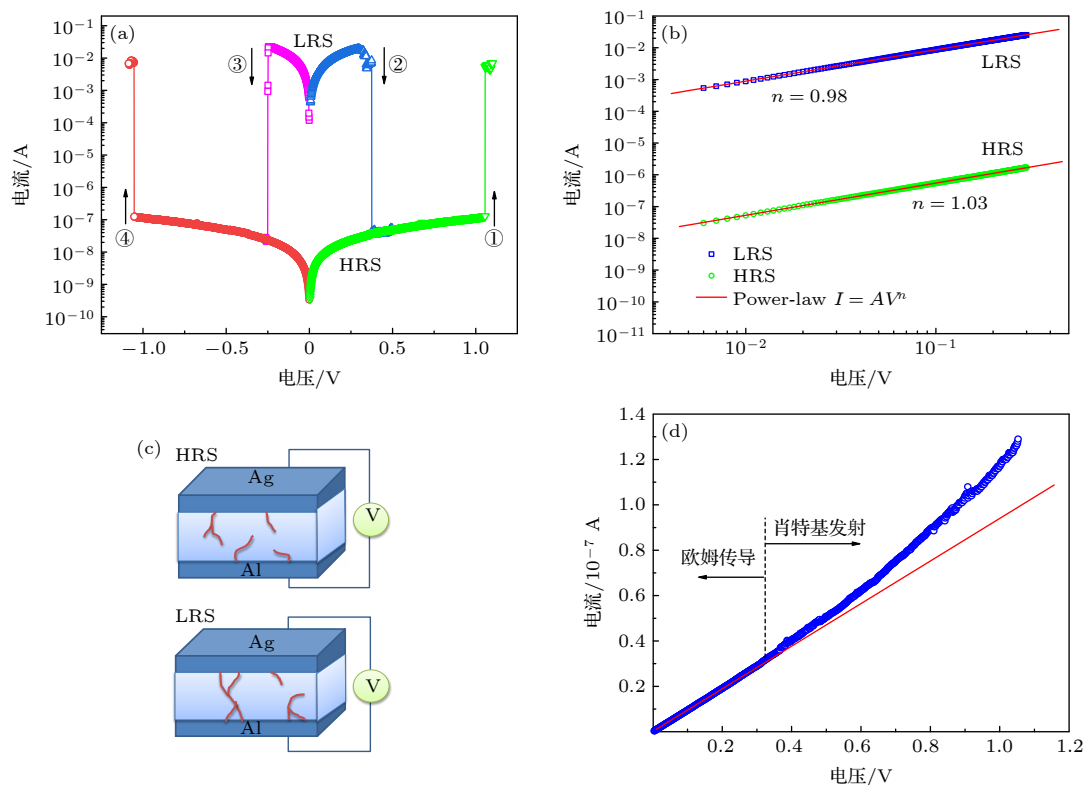 (a)
LRS
③
②
④
①
HRS
10⁻¹
10⁻²
10⁻³
10⁻⁴
10⁻⁵
10⁻⁶
10⁻⁷
10⁻⁸
10⁻⁹
10⁻¹⁰
电流/A
−1.0
−0.5
0
0.5
1.0
电压/V
(b)
LRS
n = 0.98
HRS
n = 1.03
LRS
HRS
Power-law I = AVⁿ
10⁻¹
10⁻²
10⁻³
10⁻⁴
10⁻⁵
10⁻⁶
10⁻⁷
10⁻⁸
10⁻⁹
10⁻¹⁰
10⁻¹¹
电流/A
10⁻²
10⁻¹
电压/V
(c)
HRS
Ag
V
Al
LRS
Ag
V
Al
(d)
肖特基发射
欧姆传导
1.4
1.2
1.0
0.8
0.6
0.4
0.2
电流/10⁻⁷ A
0.2
0.4
0.6
0.8
1.0
1.2
电压/V